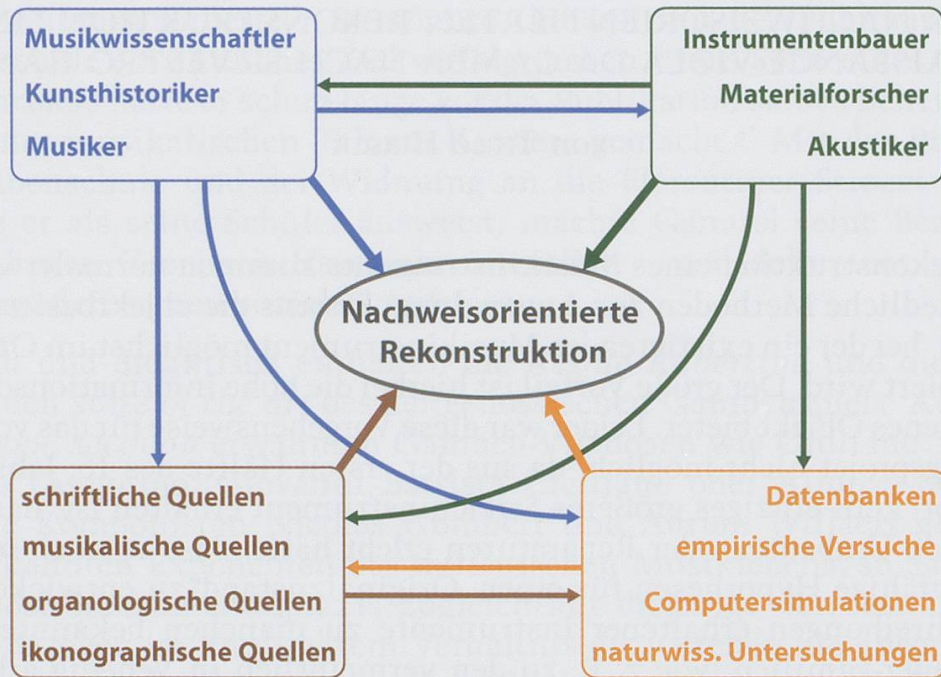 Musikwissenschaftler
Kunsthistoriker
Musiker
Instrumentenbauer
Materialforscher
Akustiker
Nachweisorientierte
Rekonstruktion
schriftliche Quellen
musikalische Quellen
organologische Quellen
ikonographische Quellen
Datenbanken
empirische Versuche
Computersimulationen
naturwiss. Untersuchungen